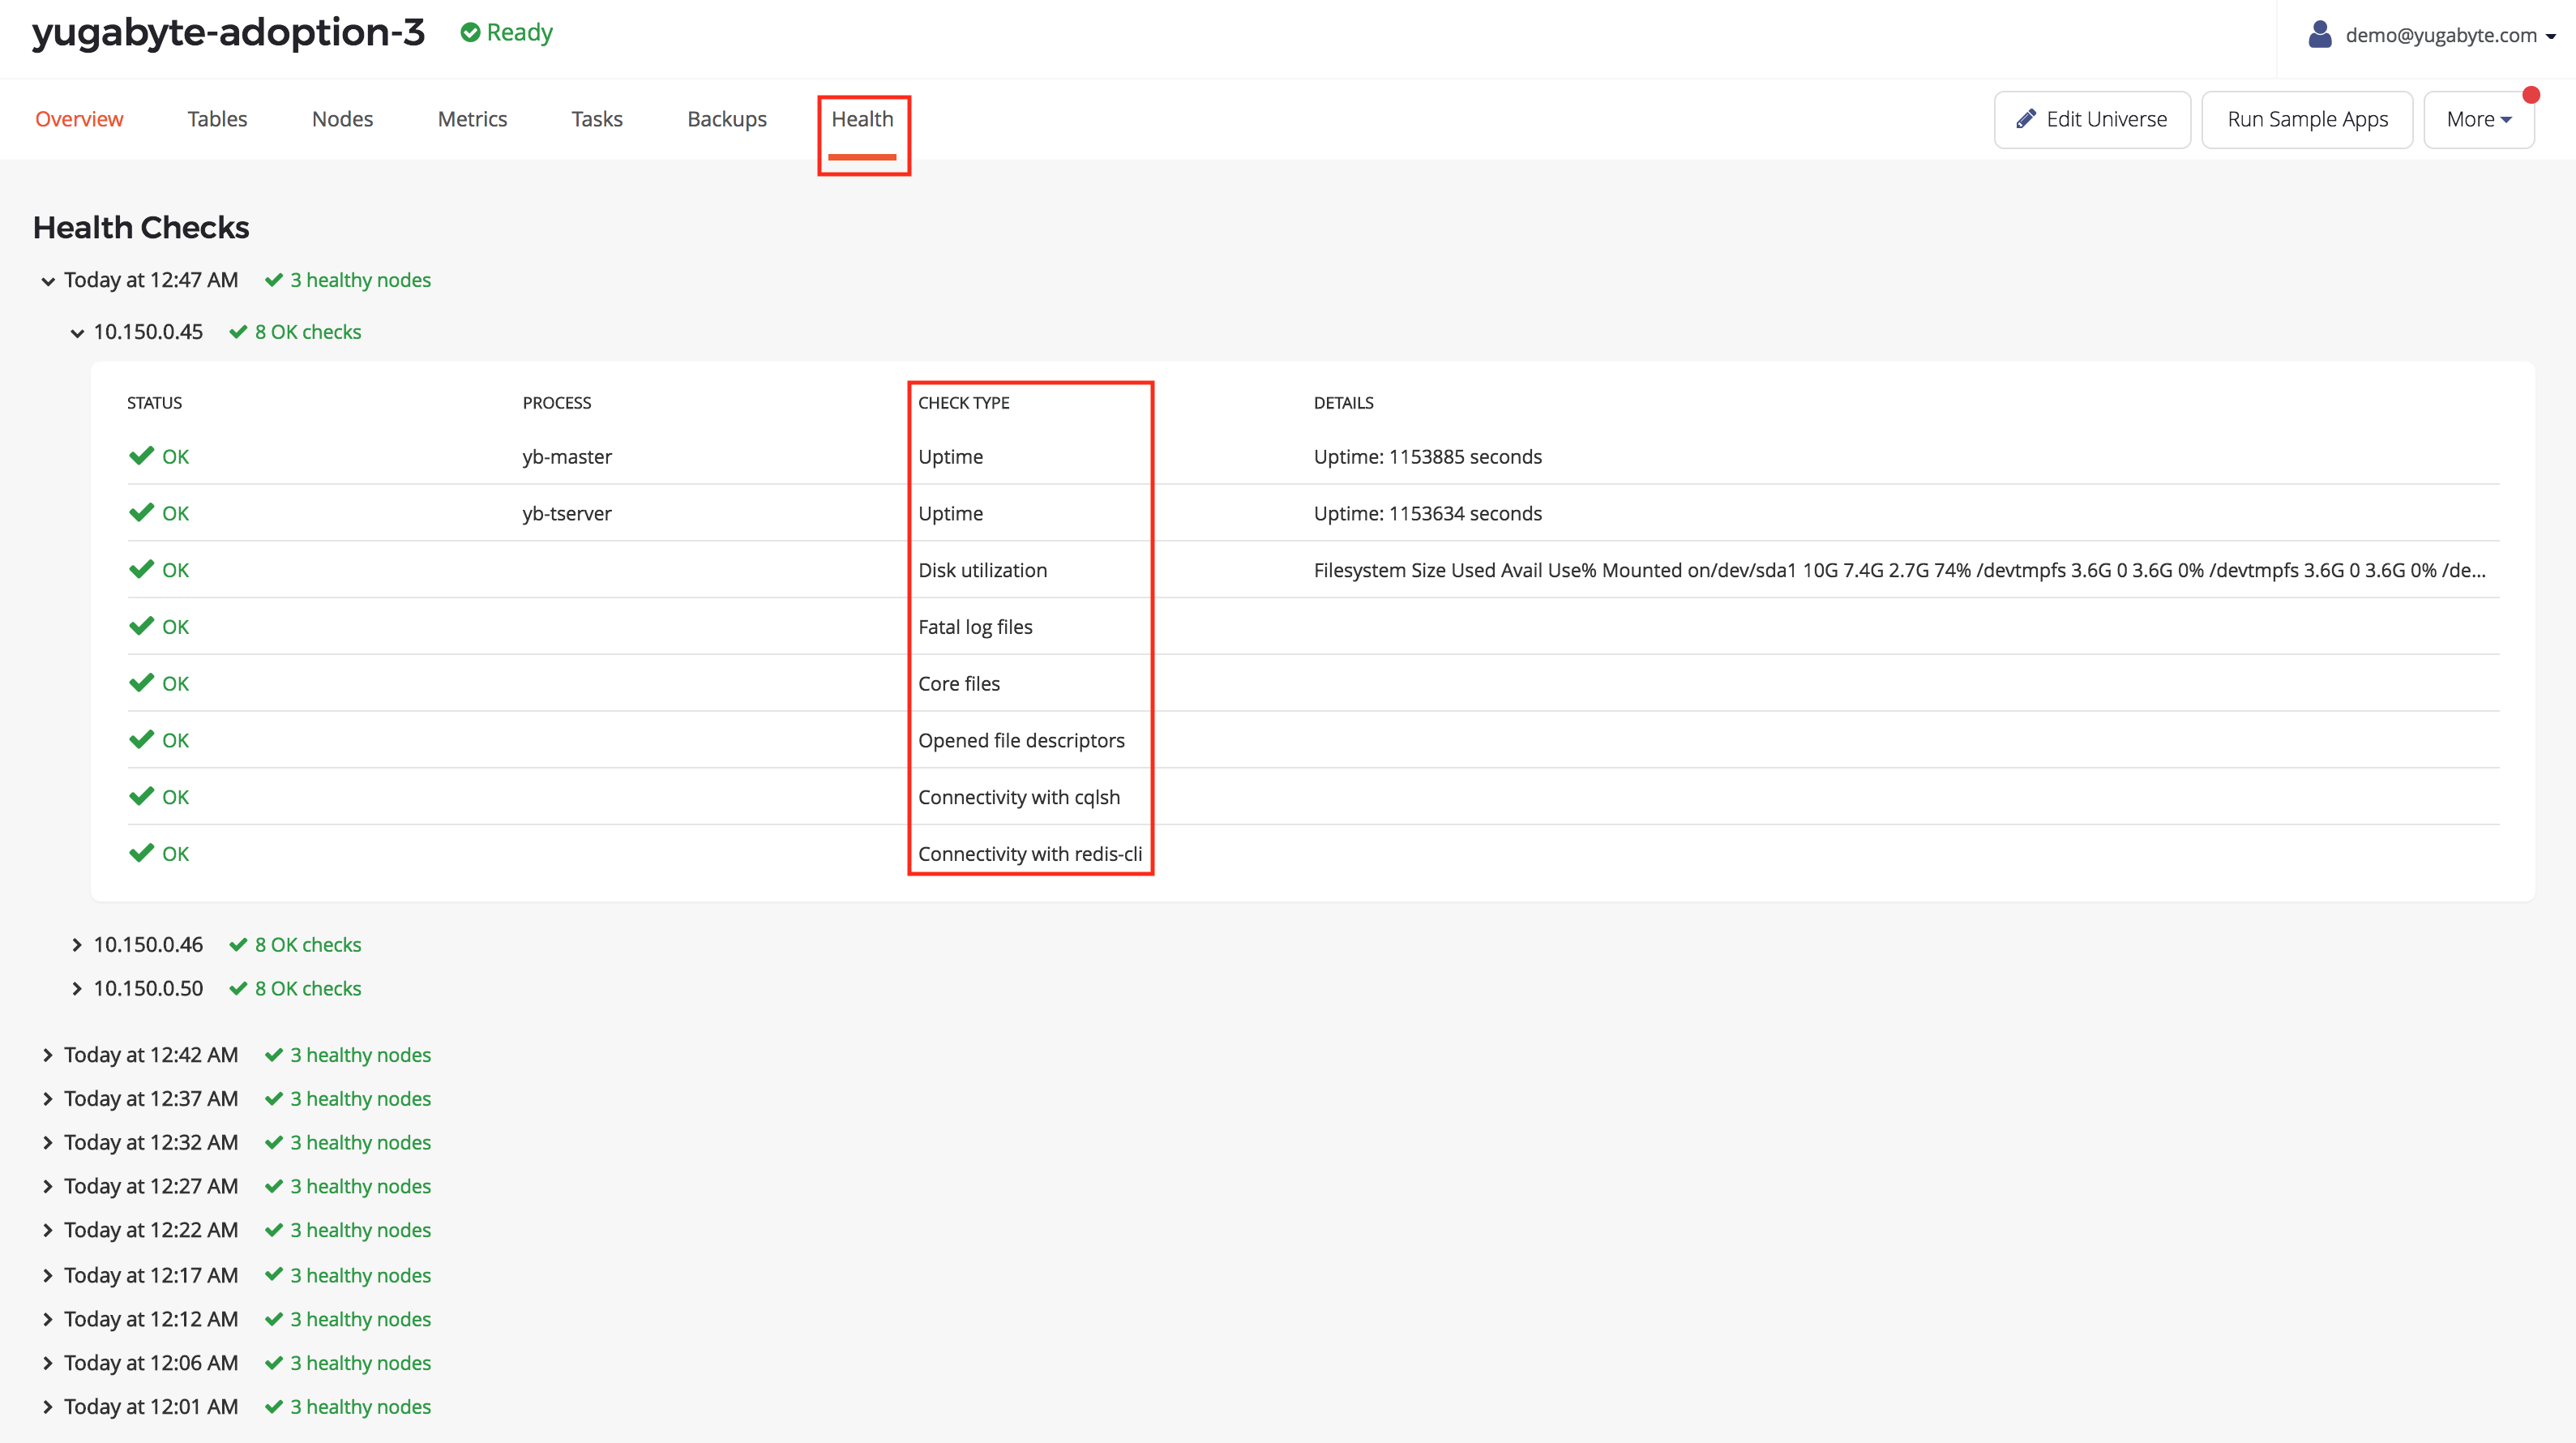 yugabyte-adoption-3 Ready demo@yugabyte.com
Overview Tables Nodes Metrics Tasks Backups Health Edit Universe Run Sample Apps More
Health Checks
Today at 12:47 AM 3 healthy nodes
10.150.0.45 8 OK checks
STATUS PROCESS CHECK TYPE DETAILS
OK yb-master Uptime Uptime: 1153885 seconds
OK yb-tserver Uptime Uptime: 1153634 seconds
OK Disk utilization Filesystem Size Used Avail Use% Mounted on/dev/sda1 10G 7.4G 2.7G 74% /devtmpfs 3.6G 0 3.6G 0% /devtmpfs 3.6G 0 3.6G 0% /de...
OK Fatal log files
OK Core files
OK Opened file descriptors
OK Connectivity with cqlsh
OK Connectivity with redis-cli
10.150.0.46 8 OK checks
10.150.0.50 8 OK checks
Today at 12:42 AM 3 healthy nodes
Today at 12:37 AM 3 healthy nodes
Today at 12:32 AM 3 healthy nodes
Today at 12:27 AM 3 healthy nodes
Today at 12:22 AM 3 healthy nodes
Today at 12:17 AM 3 healthy nodes
Today at 12:12 AM 3 healthy nodes
Today at 12:06 AM 3 healthy nodes
Today at 12:01 AM 3 healthy nodes